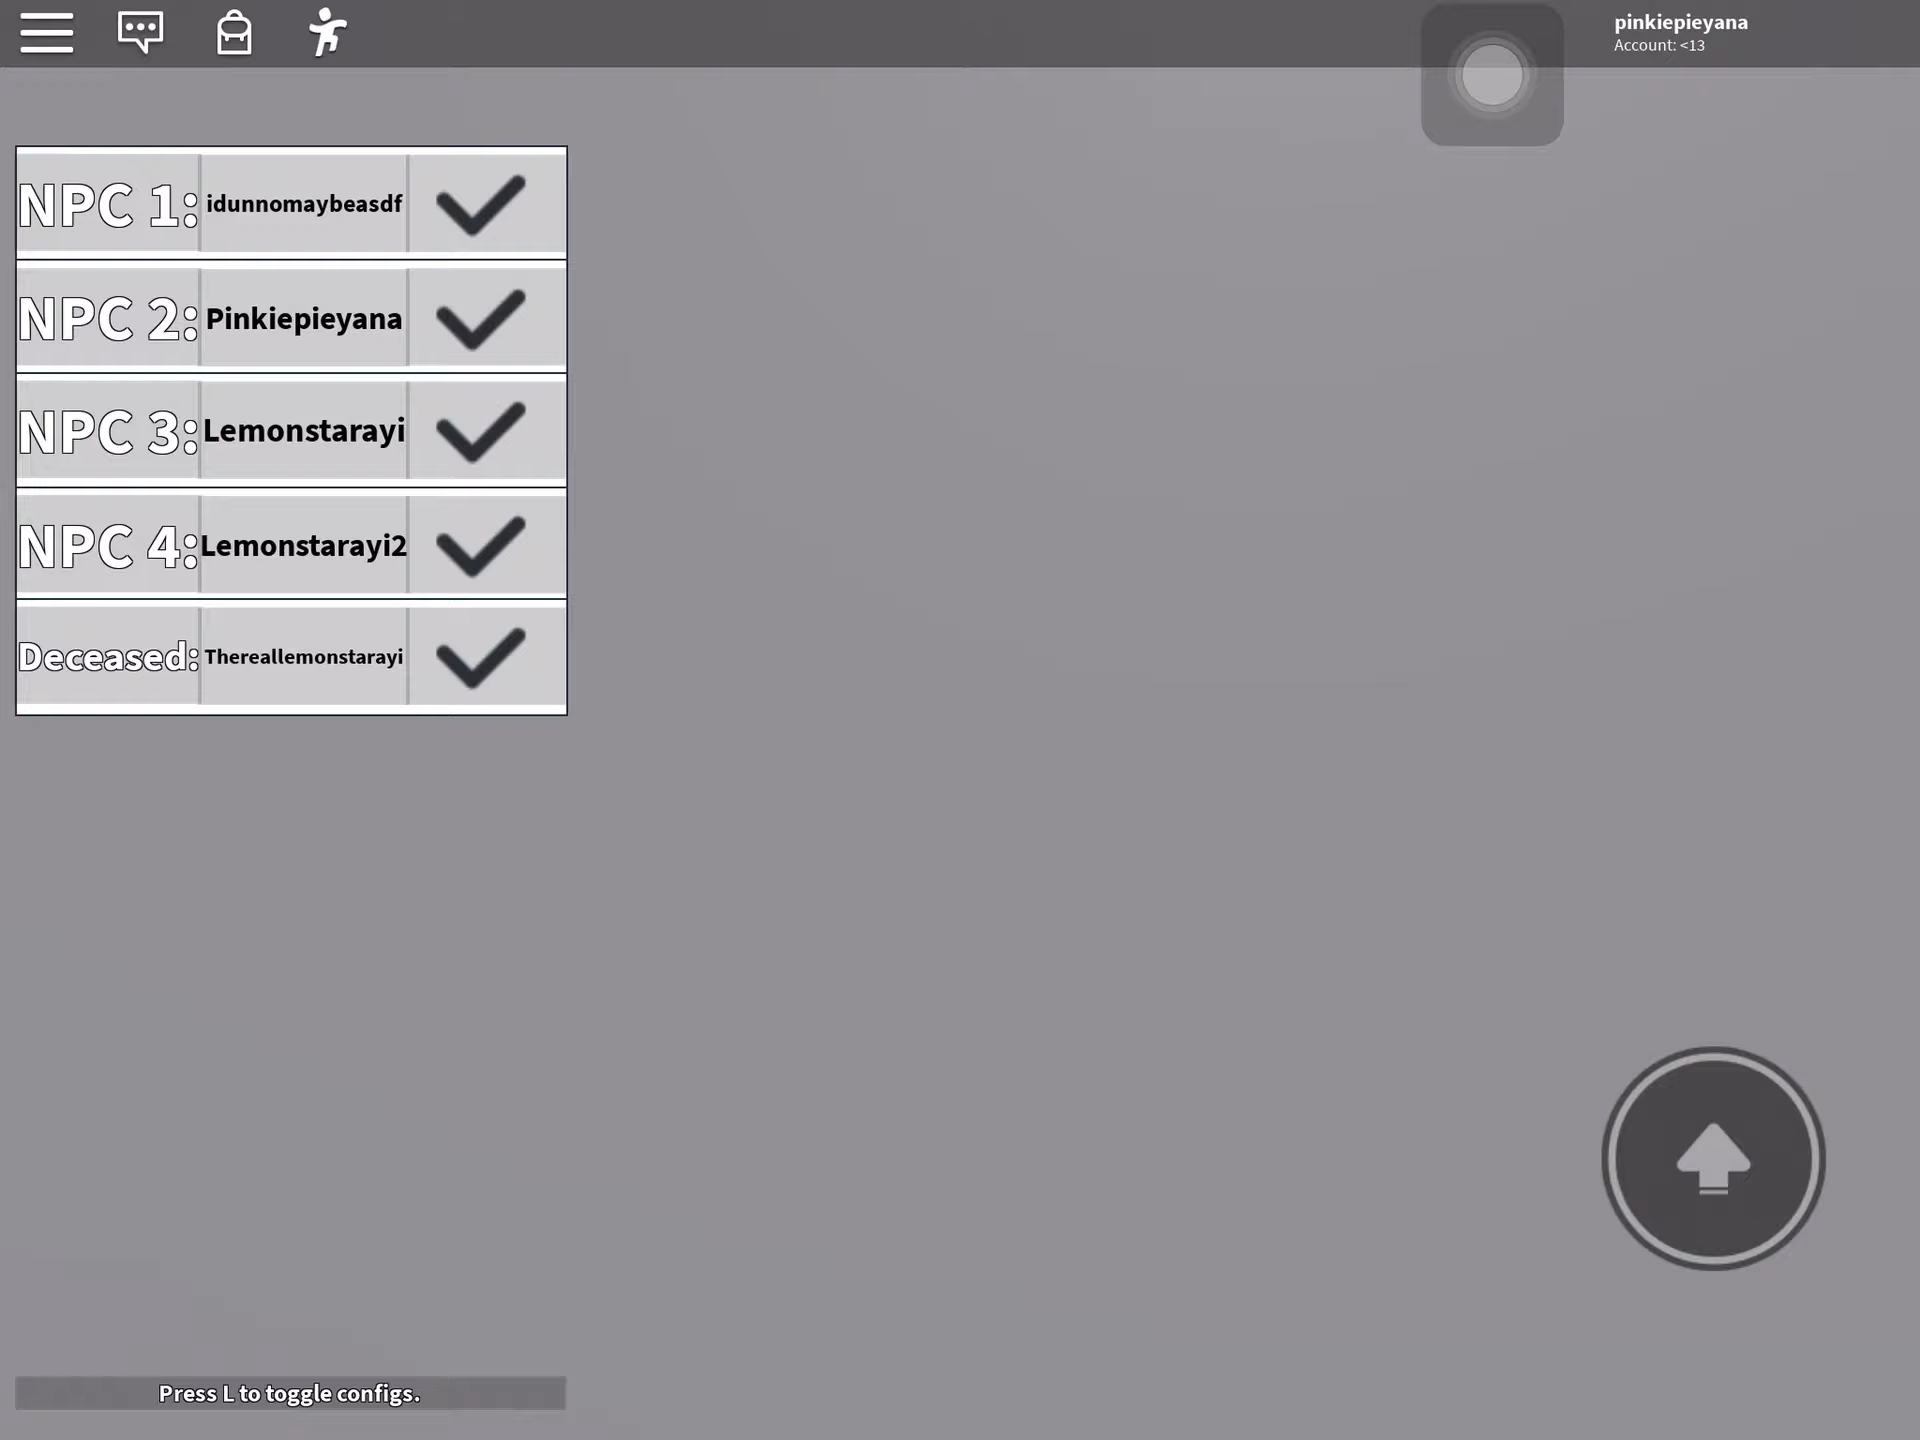 pinkiepieyana
Account: <13
NPC 1: idunnomaybeasdf
NPC 2: Pinkiepieyana
NPC 3: Lemonstarayi
NPC 4: Lemonstarayi2
Deceased: Thereallemonstarayi
Press L to toggle configs.